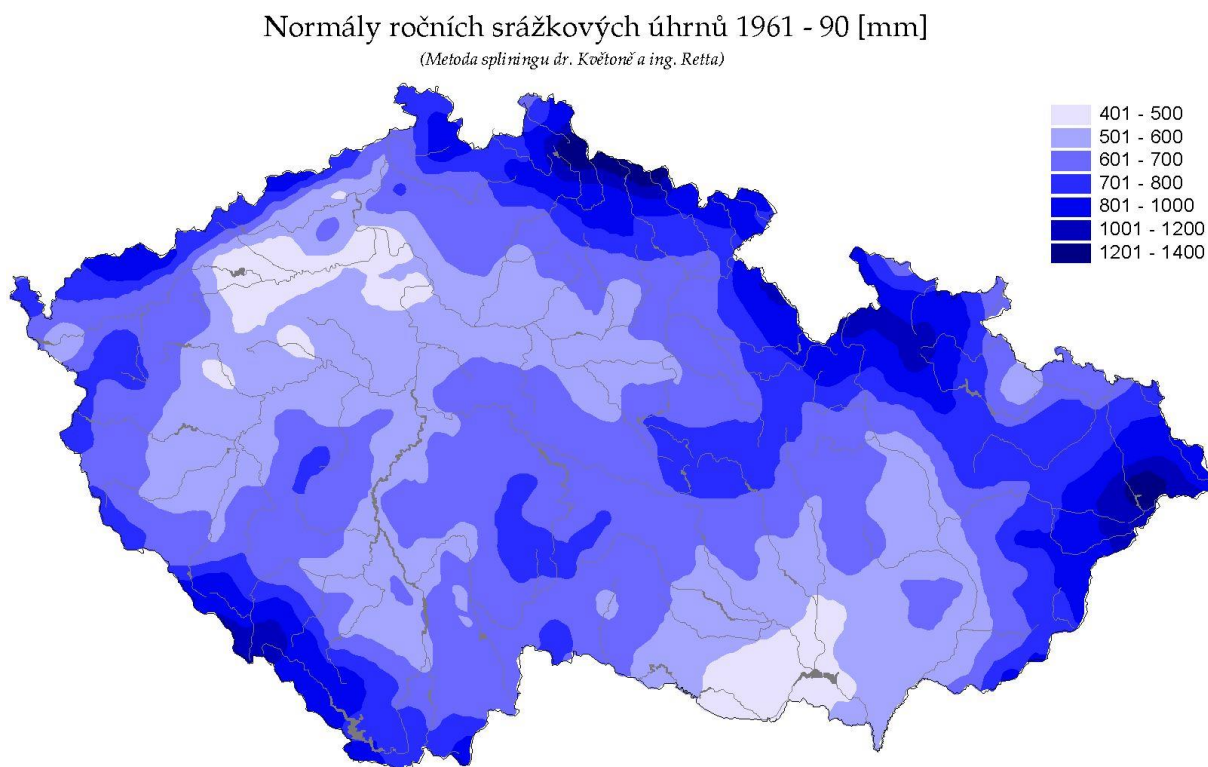 Normály ročních srážkových úhrnů 1961 - 90 [mm]
(Metoda spliningu dr. Květoně a ing. Retta)
401 - 500
501 - 600
601 - 700
701 - 800
801 - 1000
1001 - 1200
1201 - 1400